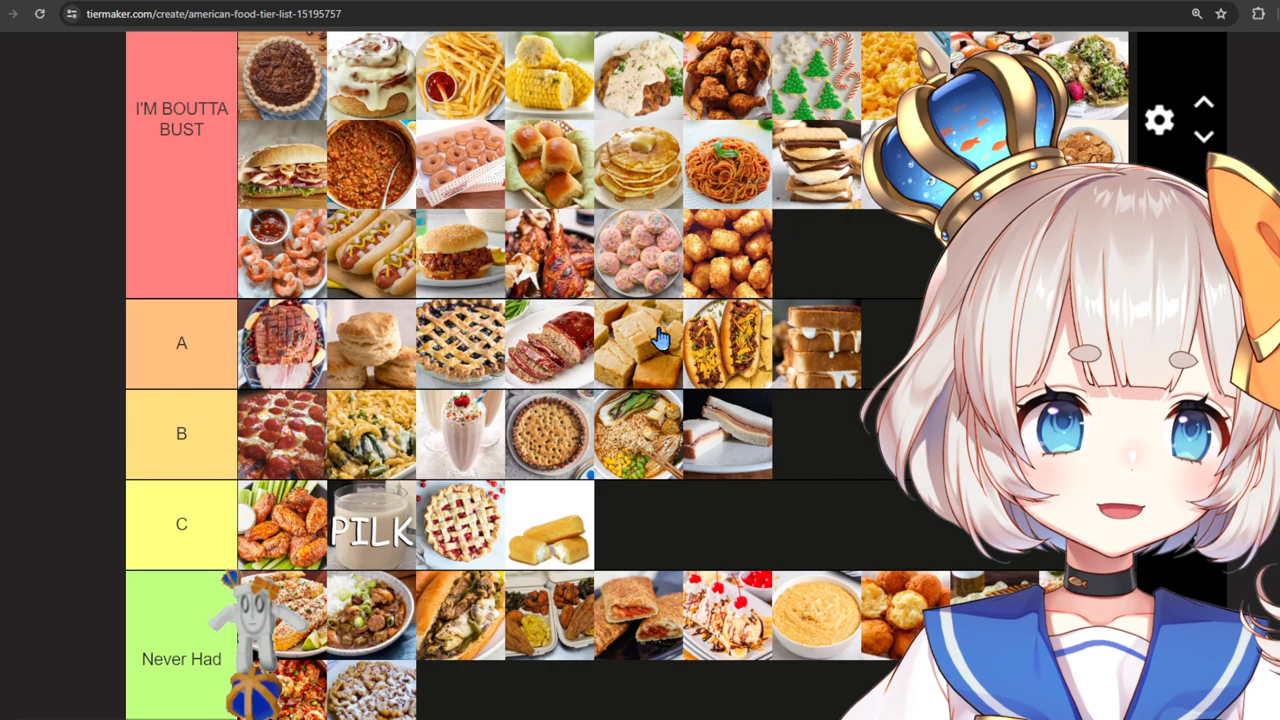 tiermaker.com/create/american-food-tier-list-15195757
I'M BOUTTA
BUST
A
B
C
PILK
Never Had